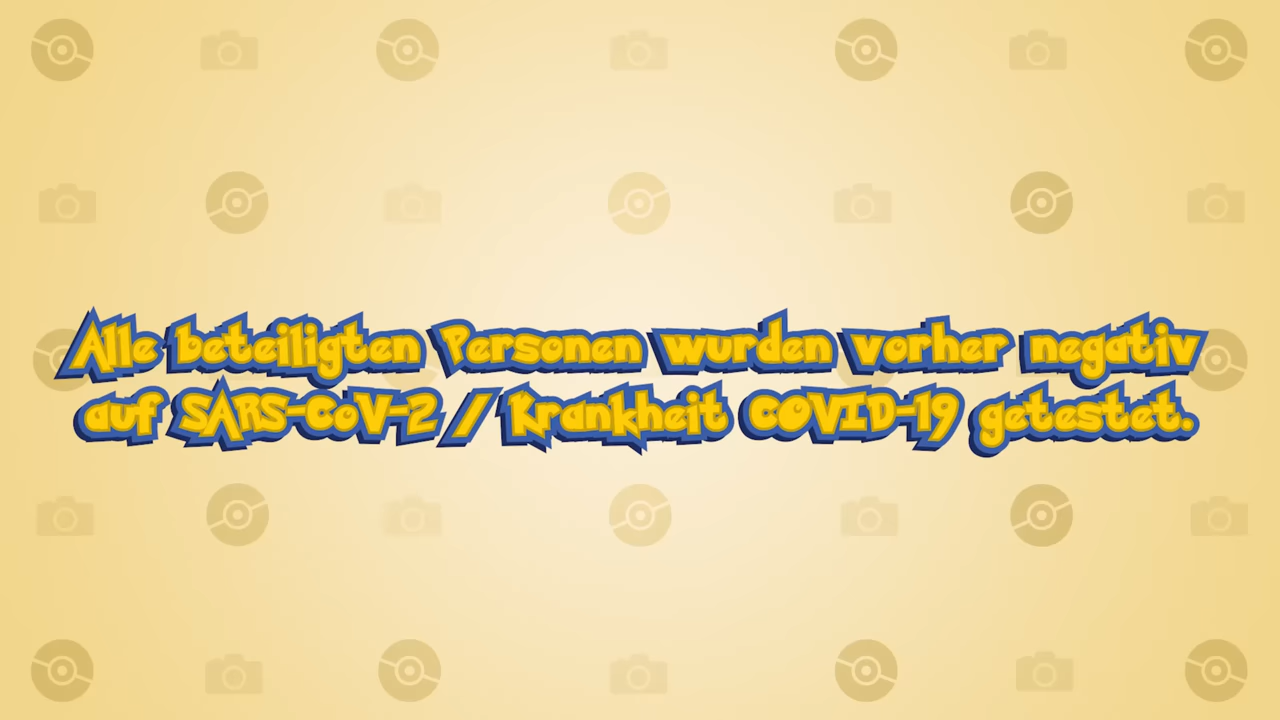 Alle beteiligten Personen wurden vorher negativ
auf SARS-CoV-2 / Krankheit COVID-19 getestet.